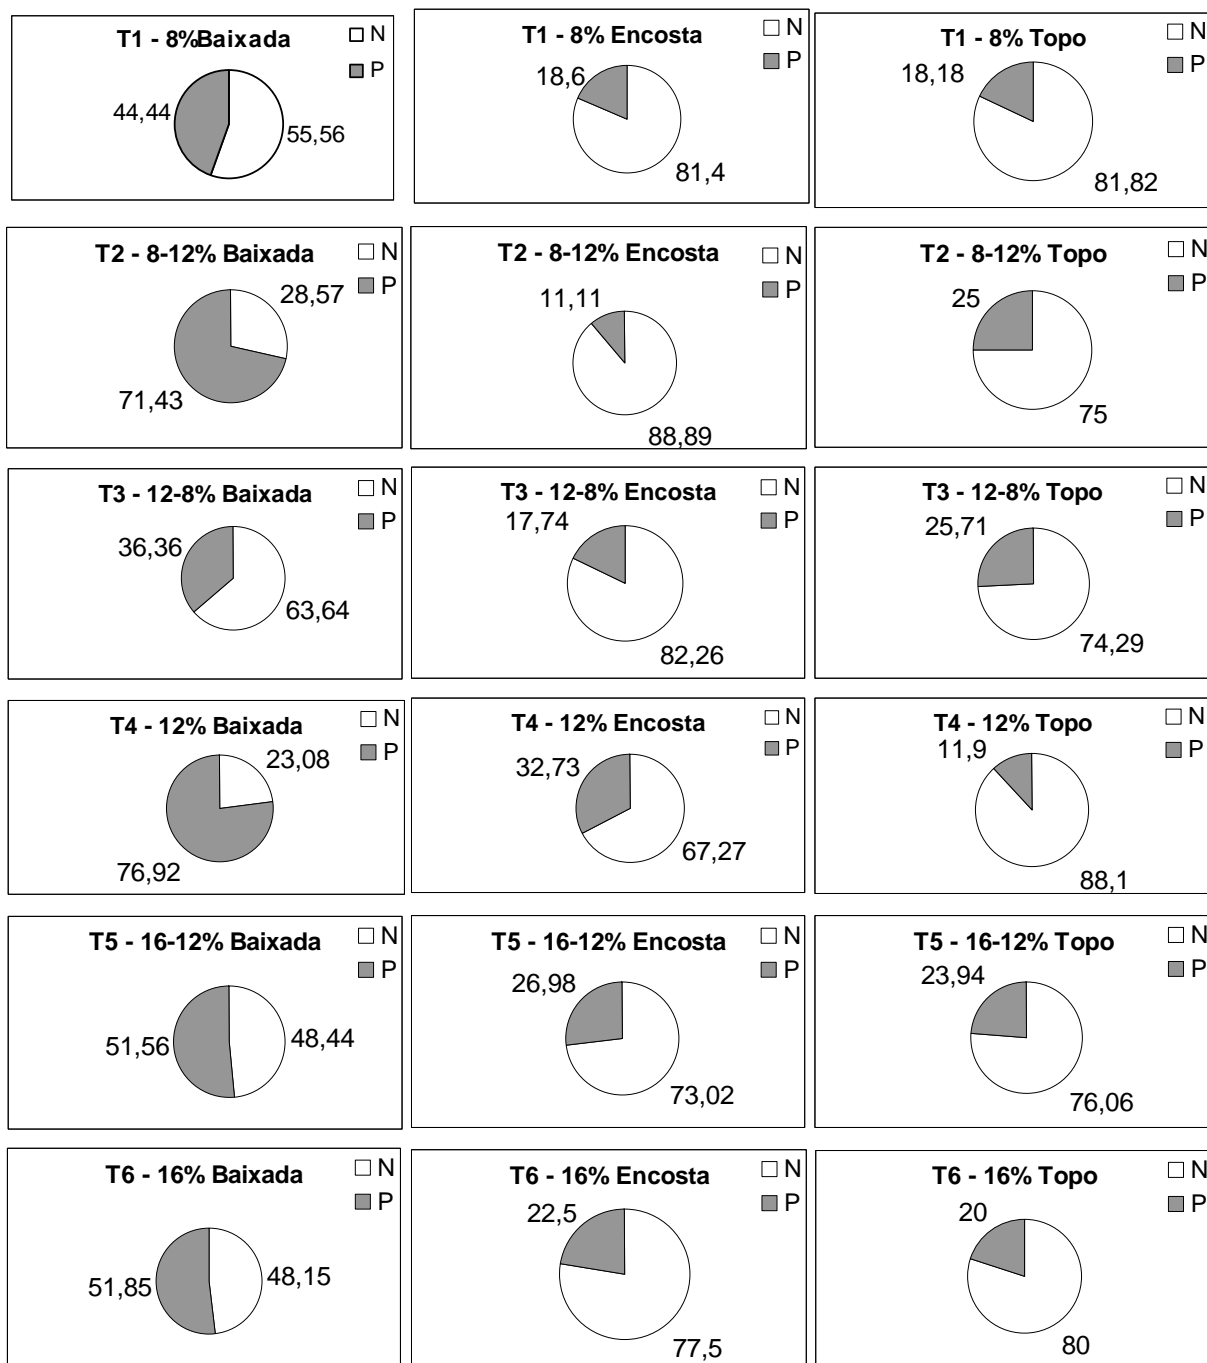 T1 - 8%Baixada
N
P
44,44
55,56
T1 - 8% Encosta
N
P
18,6
81,4
T1 - 8% Topo
N
P
18,18
81,82
T2 - 8-12% Baixada
N
P
28,57
71,43
T2 - 8-12% Encosta
N
P
11,11
88,89
T2 - 8-12% Topo
N
P
25
75
T3 - 12-8% Baixada
N
P
36,36
63,64
T3 - 12-8% Encosta
N
P
17,74
82,26
T3 - 12-8% Topo
N
P
25,71
74,29
T4 - 12% Baixada
N
P
23,08
76,92
T4 - 12% Encosta
N
P
32,73
67,27
T4 - 12% Topo
N
P
11,9
88,1
T5 - 16-12% Baixada
N
P
51,56
48,44
T5 - 16-12% Encosta
N
P
26,98
73,02
T5 - 16-12% Topo
N
P
23,94
76,06
T6 - 16% Baixada
N
P
51,85
48,15
T6 - 16% Encosta
N
P
22,5
77,5
T6 - 16% Topo
N
P
20
80